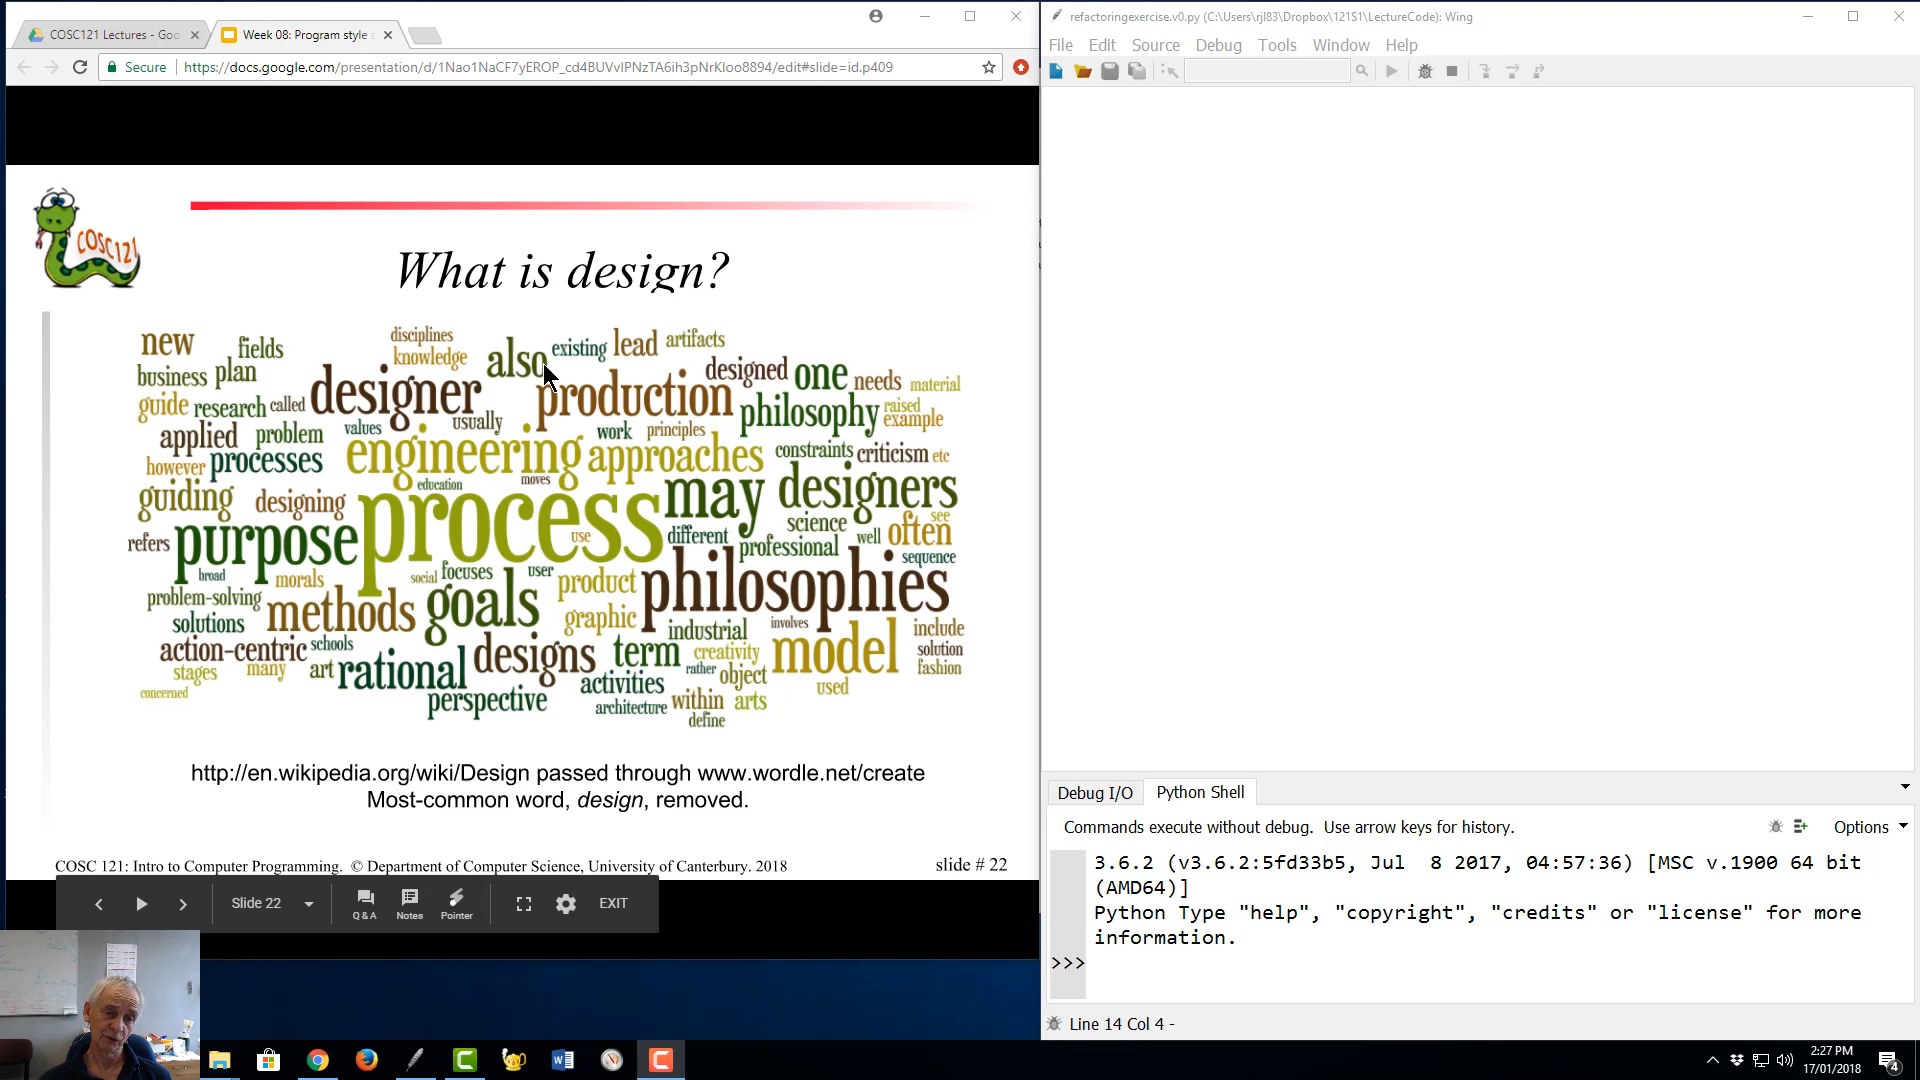 COSC121 Lectures - Goo
Week 08: Program style a
refactoringexercise.v0.py (C:\Users\rjl83\Dropbox\121S1\LectureCode): Wing
File Edit Source Debug Tools Window Help
Secure https://docs.google.com/presentation/d/1Nao1NaCF7yEROP_cd4BUVvIPNzTA6ih3pNrKloo8894/edit#slide=id.p409
COSC121
What is design?
new fields disciplines knowledge also existing lead artifacts
business plan designer production designed one needs material
guide research called usually philosophy raised example
applied problem values engineering work principles approaches constraints criticism etc
however processes education moves may designers
guiding designing process use different science often see
refers purpose professional well sequence
broad morals social focuses user product philosophies
problem-solving methods goals graphic industrial involves include
solutions action-centric schools designs term creativity model solution
stages many art rational rather object fashion
concerned perspective activities used
architecture within arts
define
http://en.wikipedia.org/wiki/Design passed through www.wordle.net/create
Most-common word, design, removed.
COSC 121: Intro to Computer Programming. © Department of Computer Science, University of Canterbury. 2018
slide # 22
Slide 22
Q & A
Notes
Pointer
EXIT
Debug I/O Python Shell
Commands execute without debug. Use arrow keys for history.
Options
3.6.2 (v3.6.2:5fd33b5, Jul 8 2017, 04:57:36) [MSC v.1900 64 bit
(AMD64)]
Python Type "help", "copyright", "credits" or "license" for more
information.
>>>
Line 14 Col 4 -
2:27 PM
17/01/2018
4